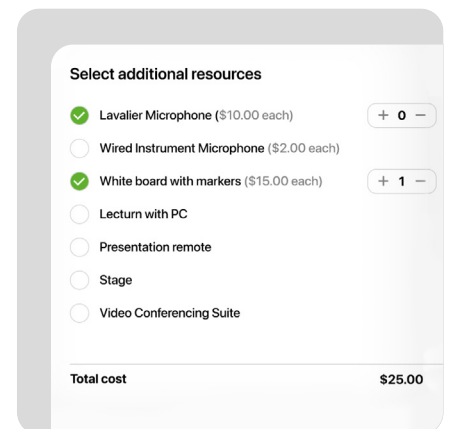 Select additional resources
Lavalier Microphone ($10.00 each) + 0 −
Wired Instrument Microphone ($2.00 each)
White board with markers ($15.00 each) + 1 −
Lecturn with PC
Presentation remote
Stage
Video Conferencing Suite
Total cost $25.00